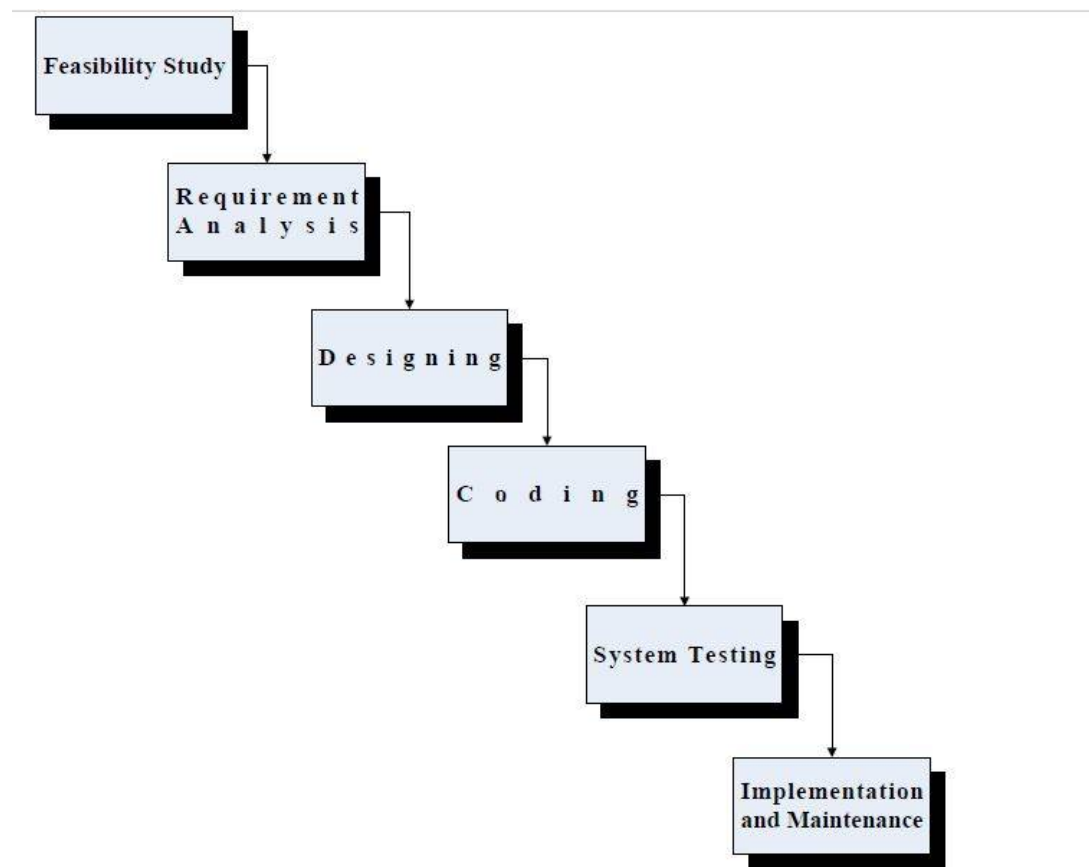 Feasibility Study
Requirement
Analysis
Designing
Coding
System Testing
Implementation
and Maintenance